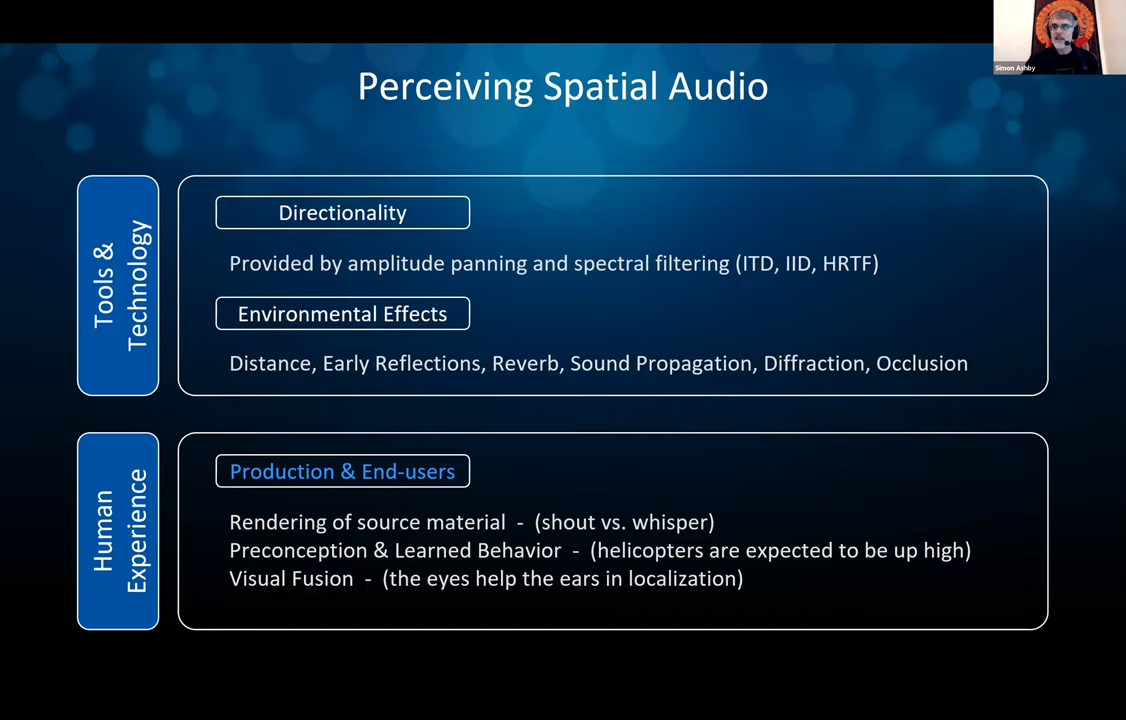 Simon Ashby
Perceiving Spatial Audio
Tools &
Technology
Directionality
Provided by amplitude panning and spectral filtering (ITD, IID, HRTF)
Environmental Effects
Distance, Early Reflections, Reverb, Sound Propagation, Diffraction, Occlusion
Human
Experience
Production & End-users
Rendering of source material - (shout vs. whisper)
Preconception & Learned Behavior - (helicopters are expected to be up high)
Visual Fusion - (the eyes help the ears in localization)